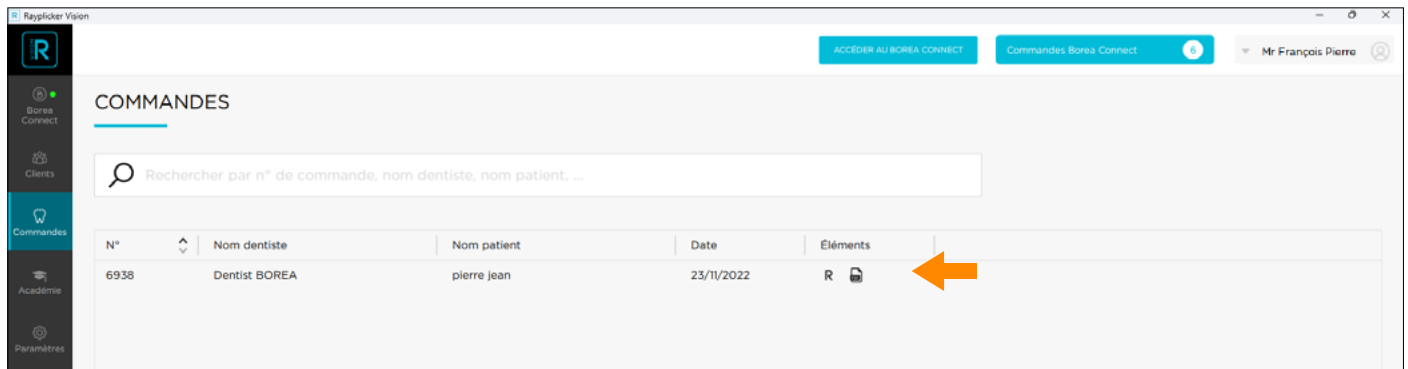 Rayplicker Vision
R
ACCÉDER AU BOREA CONNECT
Commandes Borea Connect 6
Mr François Pierre
Borea
Connect
Clients
Commandes
Académie
Paramètres
COMMANDES
Rechercher par n° de commande, nom dentiste, nom patient, ...
N° Nom dentiste Nom patient Date Éléments
6938 Dentist BOREA pierre jean 23/11/2022 R